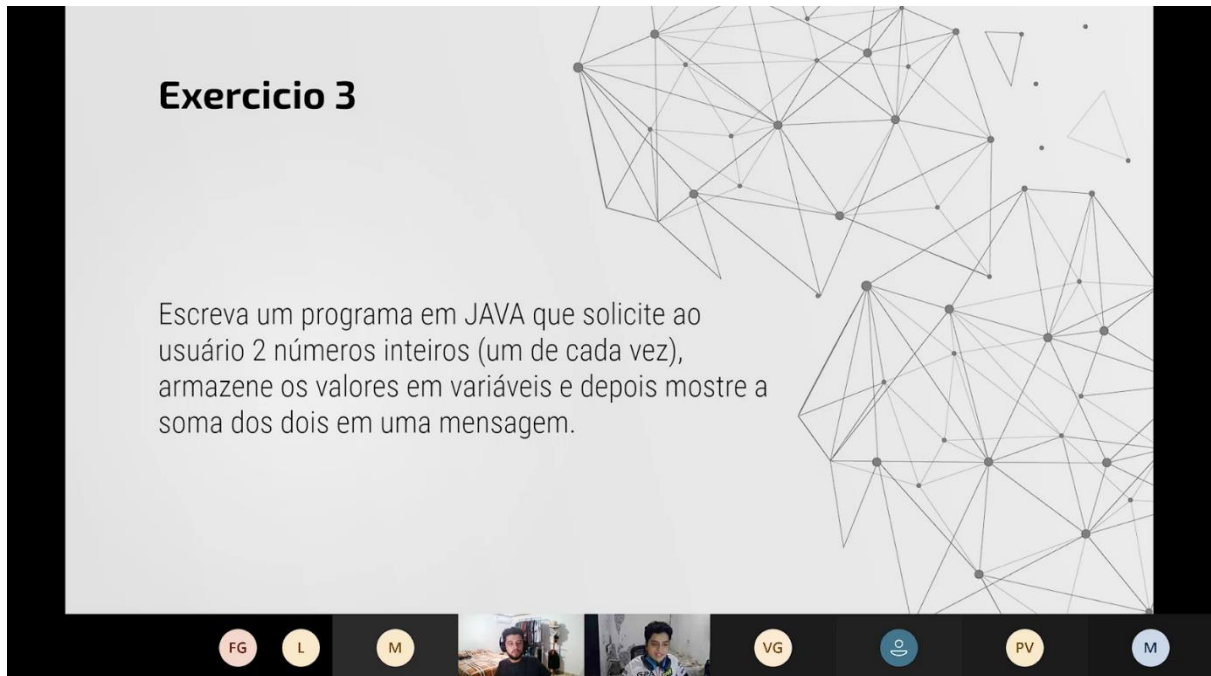 Exercicio 3
Escreva um programa em JAVA que solicite ao
usuário 2 números inteiros (um de cada vez),
armazene os valores em variáveis e depois mostre a
soma dos dois em uma mensagem.
FG
L
M
VG
PV
M